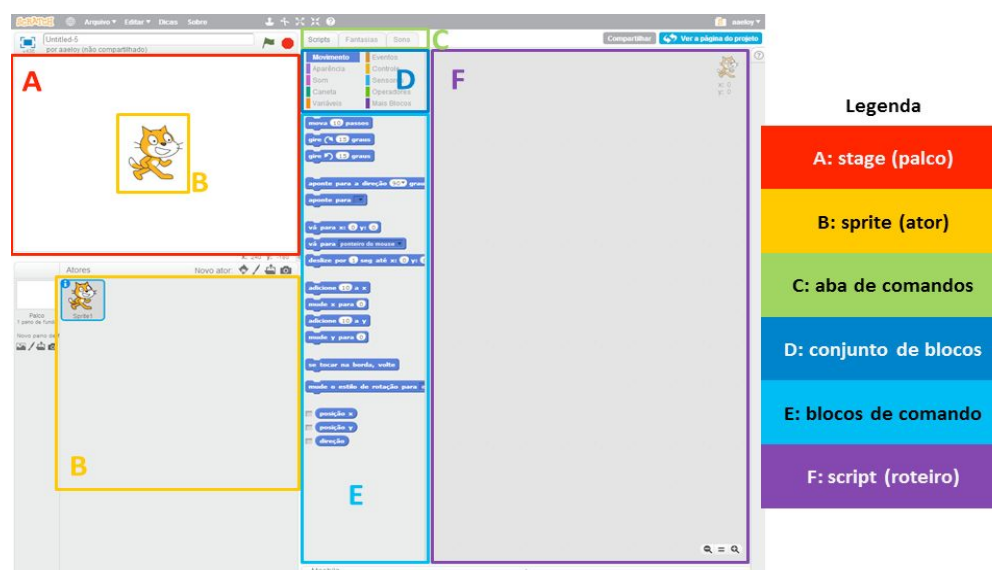 SCRATCH Arquivo Editar Dicas Sobre aaeloy
Untitled-5
por aaeloy (não compartilhado)
Scripts Fantasias Sons
C
Compartilhar Ver a página do projeto
A
B
Movimento Eventos
Aparência Controle
Som Sensores
Caneta Operadores
Variáveis Mais Blocos
D
F
x: 0
y: 0
mova 10 passos
gire 15 graus
gire 15 graus
aponte para a direção 90 grau
aponte para
vá para x: 0 y: 0
vá para ponteiro do mouse
deslize por 1 seg até x: 0 y:
adicione 10 a x
mude x para 0
adicione 10 a y
mude y para 0
se tocar na borda, volte
mude o estilo de rotação para
posição x
posição y
direção
E
Atores Novo ator:
Sprite1
Palco
B
Legenda
A: stage (palco)
B: sprite (ator)
C: aba de comandos
D: conjunto de blocos
E: blocos de comando
F: script (roteiro)